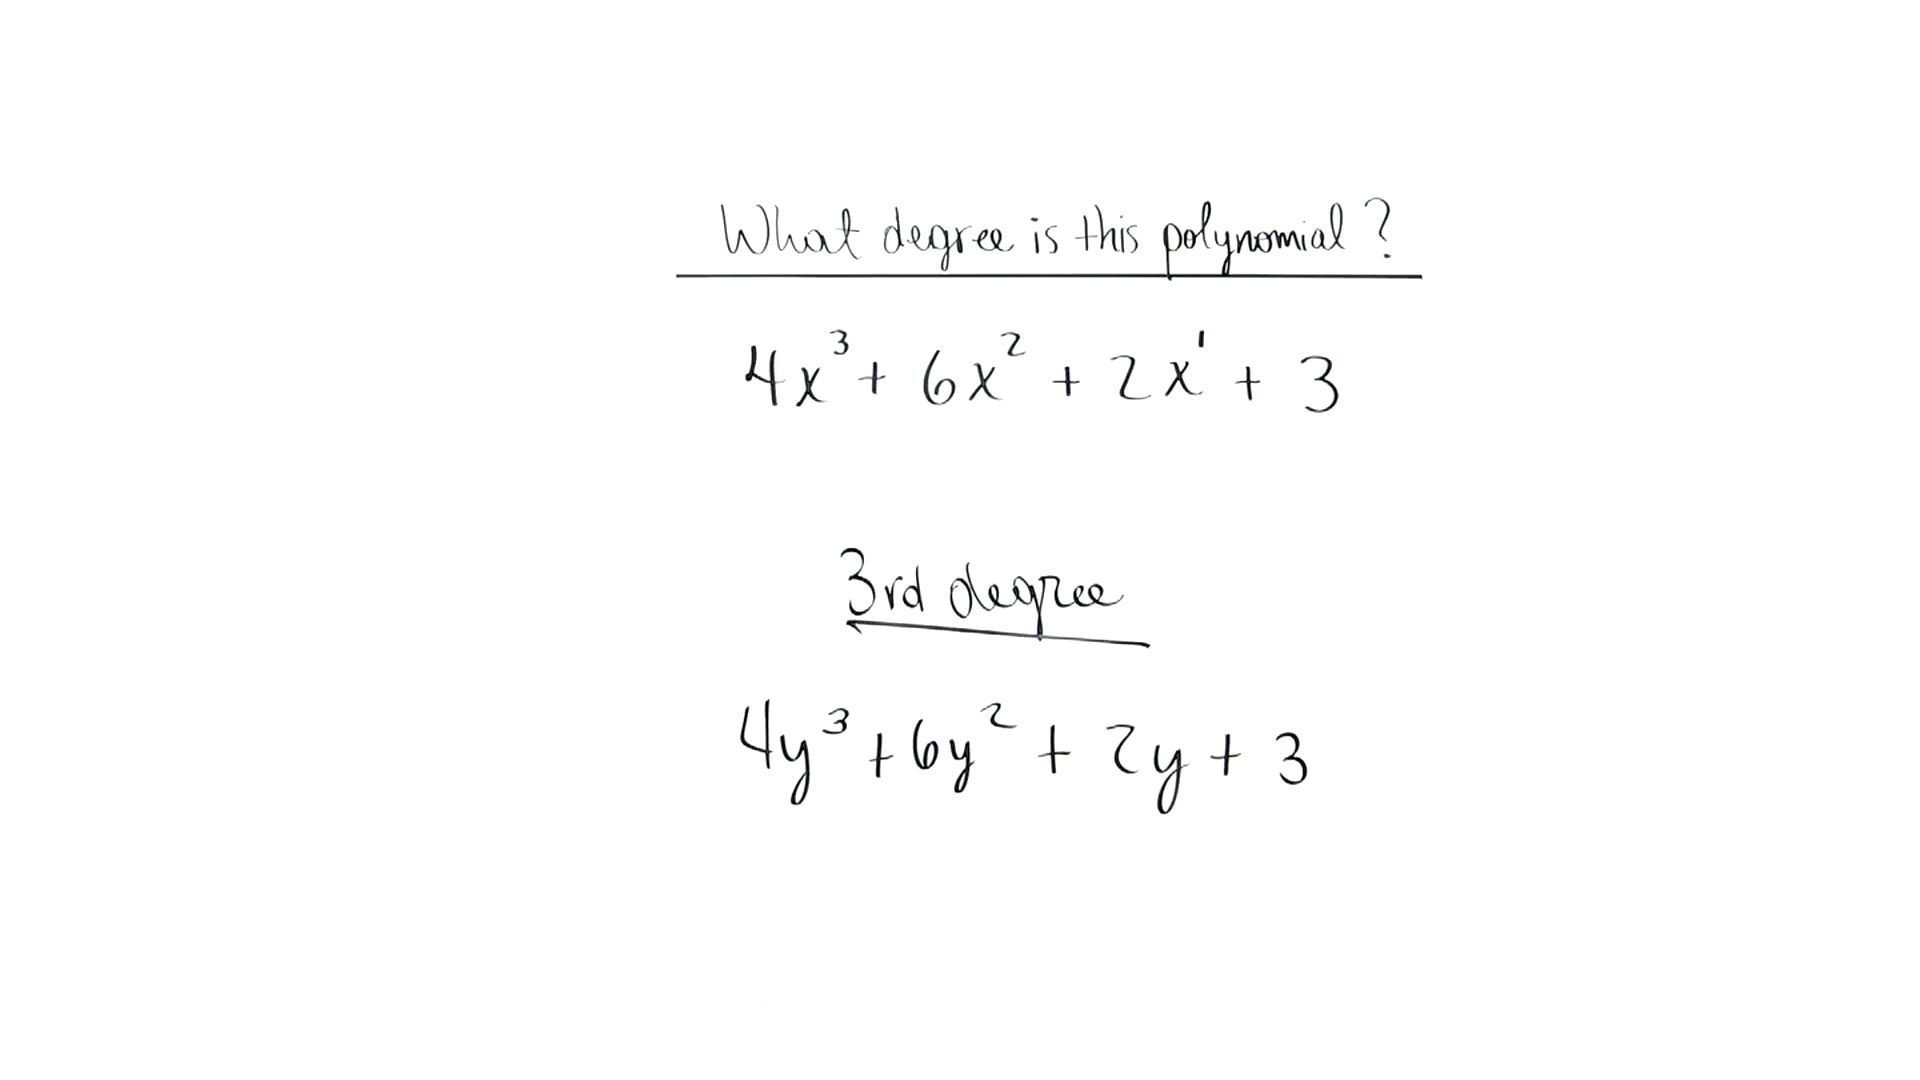 What degree is this polynomial?
4x³ + 6x² + 2x¹ + 3
3rd degree
4y³ + 6y² + 2y + 3